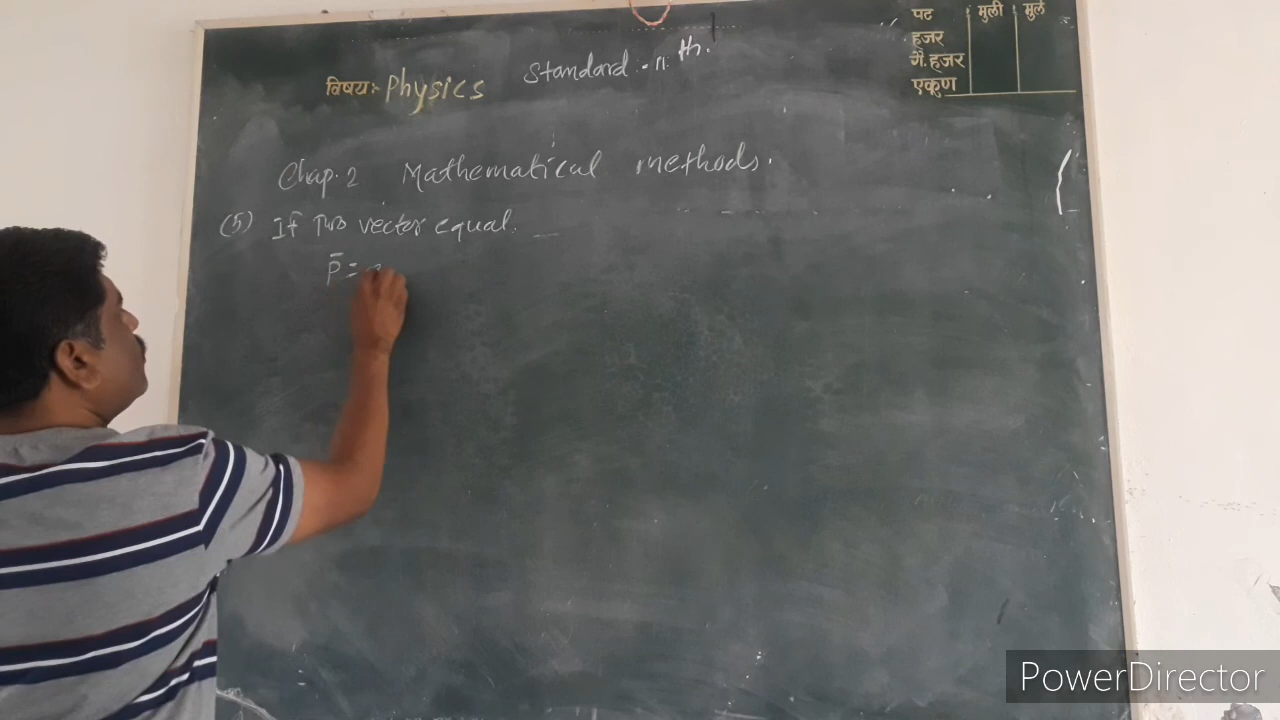 विषय:- Physics Standard - 11 th.
पट मुली मुले
हजर
गै. हजर
एकुण
Chap. 2 Mathematical methods.
(5) If Two vector equal. _
P̄ =
PowerDirector